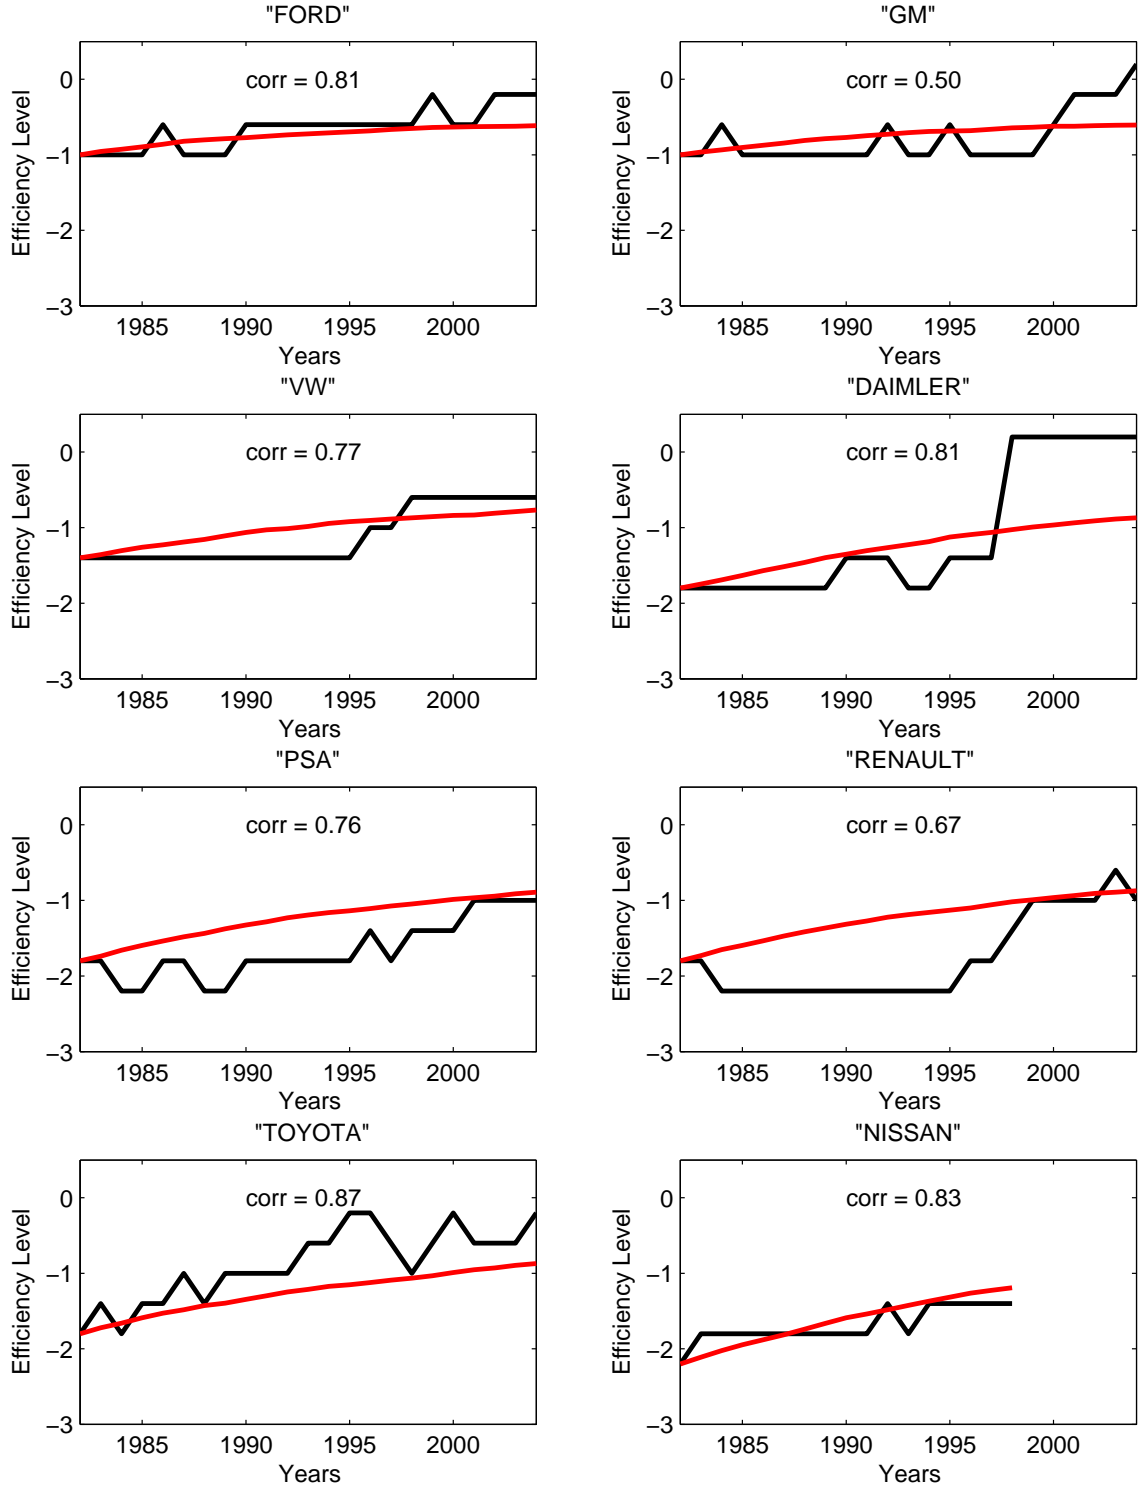 "FORD"
corr = 0.81
Efficiency Level
0
−1
−2
−3
1985 1990 1995 2000
Years
"GM"
corr = 0.50
Efficiency Level
0
−1
−2
−3
1985 1990 1995 2000
Years
"VW"
corr = 0.77
Efficiency Level
0
−1
−2
−3
1985 1990 1995 2000
Years
"DAIMLER"
corr = 0.81
Efficiency Level
0
−1
−2
−3
1985 1990 1995 2000
Years
"PSA"
corr = 0.76
Efficiency Level
0
−1
−2
−3
1985 1990 1995 2000
Years
"RENAULT"
corr = 0.67
Efficiency Level
0
−1
−2
−3
1985 1990 1995 2000
Years
"TOYOTA"
corr = 0.87
Efficiency Level
0
−1
−2
−3
1985 1990 1995 2000
Years
"NISSAN"
corr = 0.83
Efficiency Level
0
−1
−2
−3
1985 1990 1995 2000
Years